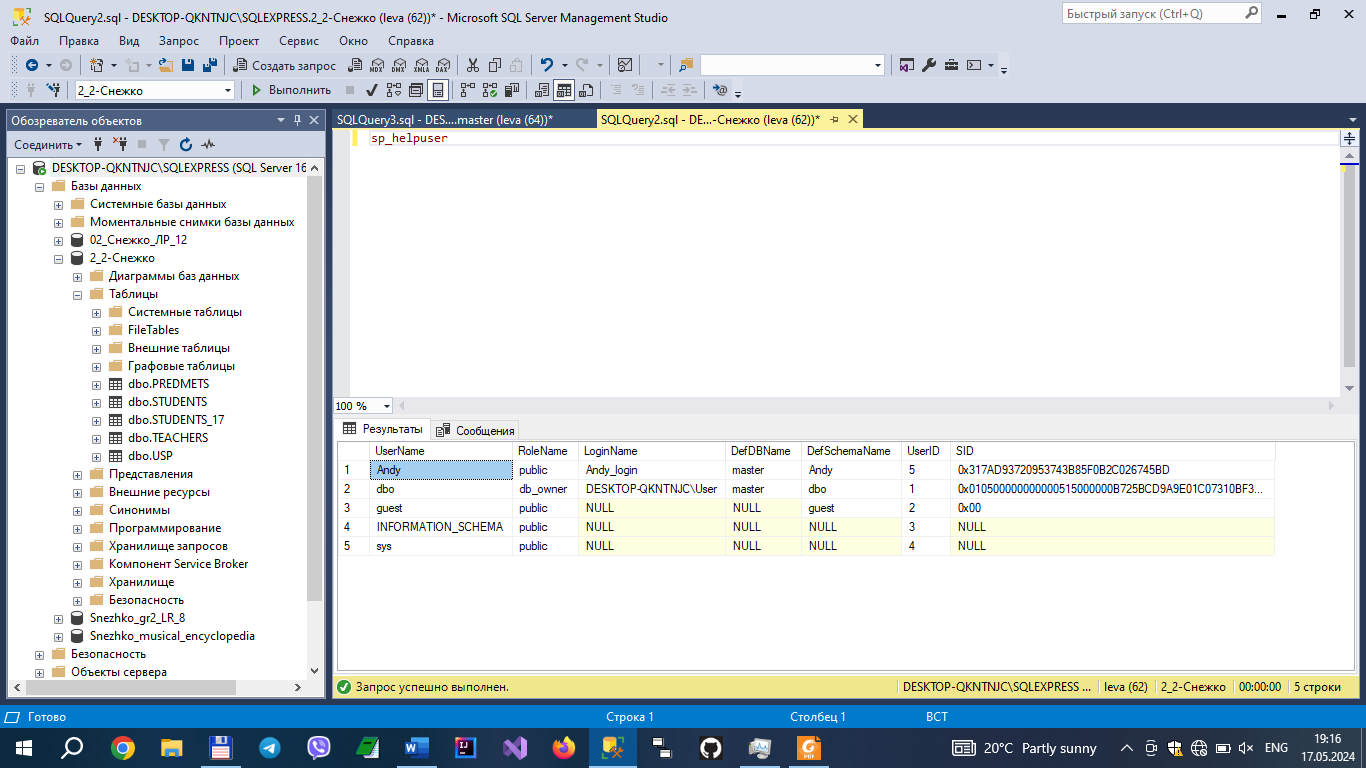 SQLQuery2.sql - DESKTOP-QKNTNJC\SQLEXPRESS.2_2-Снежко (leva (62))* - Microsoft SQL Server Management Studio
Быстрый запуск (Ctrl+Q)
Файл Правка Вид Запрос Проект Сервис Окно Справка
Создать запрос MDX DMX XMLA DAX
2_2-Снежко Выполнить
Обозреватель объектов
SQLQuery3.sql - DES....master (leva (64))* SQLQuery2.sql - DE...-Снежко (leva (62))*
Соединить
sp_helpuser
DESKTOP-QKNTNJC\SQLEXPRESS (SQL Server 16
Базы данных
Системные базы данных
Моментальные снимки базы данных
02_Снежко_ЛР_12
2_2-Снежко
Диаграммы баз данных
Таблицы
Системные таблицы
FileTables
Внешние таблицы
Графовые таблицы
dbo.PREDMETS
dbo.STUDENTS
dbo.STUDENTS_17
dbo.TEACHERS
dbo.USP
Представления
Внешние ресурсы
Синонимы
Программирование
Хранилище запросов
Компонент Service Broker
Хранилище
Безопасность
Snezhko_gr2_LR_8
Snezhko_musical_encyclopedia
Безопасность
Объекты сервера
100 %
Результаты Сообщения
UserName RoleName LoginName DefDBName DefSchemaName UserID SID
1 Andy public Andy_login master Andy 5 0x317AD93720953743B85F0B2C026745BD
2 dbo db_owner DESKTOP-QKNTNJC\User master dbo 1 0x010500000000000515000000B725BCD9A9E01C07310BF3...
3 guest public NULL NULL guest 2 0x00
4 INFORMATION_SCHEMA public NULL NULL NULL 3 NULL
5 sys public NULL NULL NULL 4 NULL
Запрос успешно выполнен. DESKTOP-QKNTNJC\SQLEXPRESS ... leva (62) 2_2-Снежко 00:00:00 5 строки
Готово Строка 1 Столбец 1 ВСТ
20°C Partly sunny ENG 19:16
17.05.2024